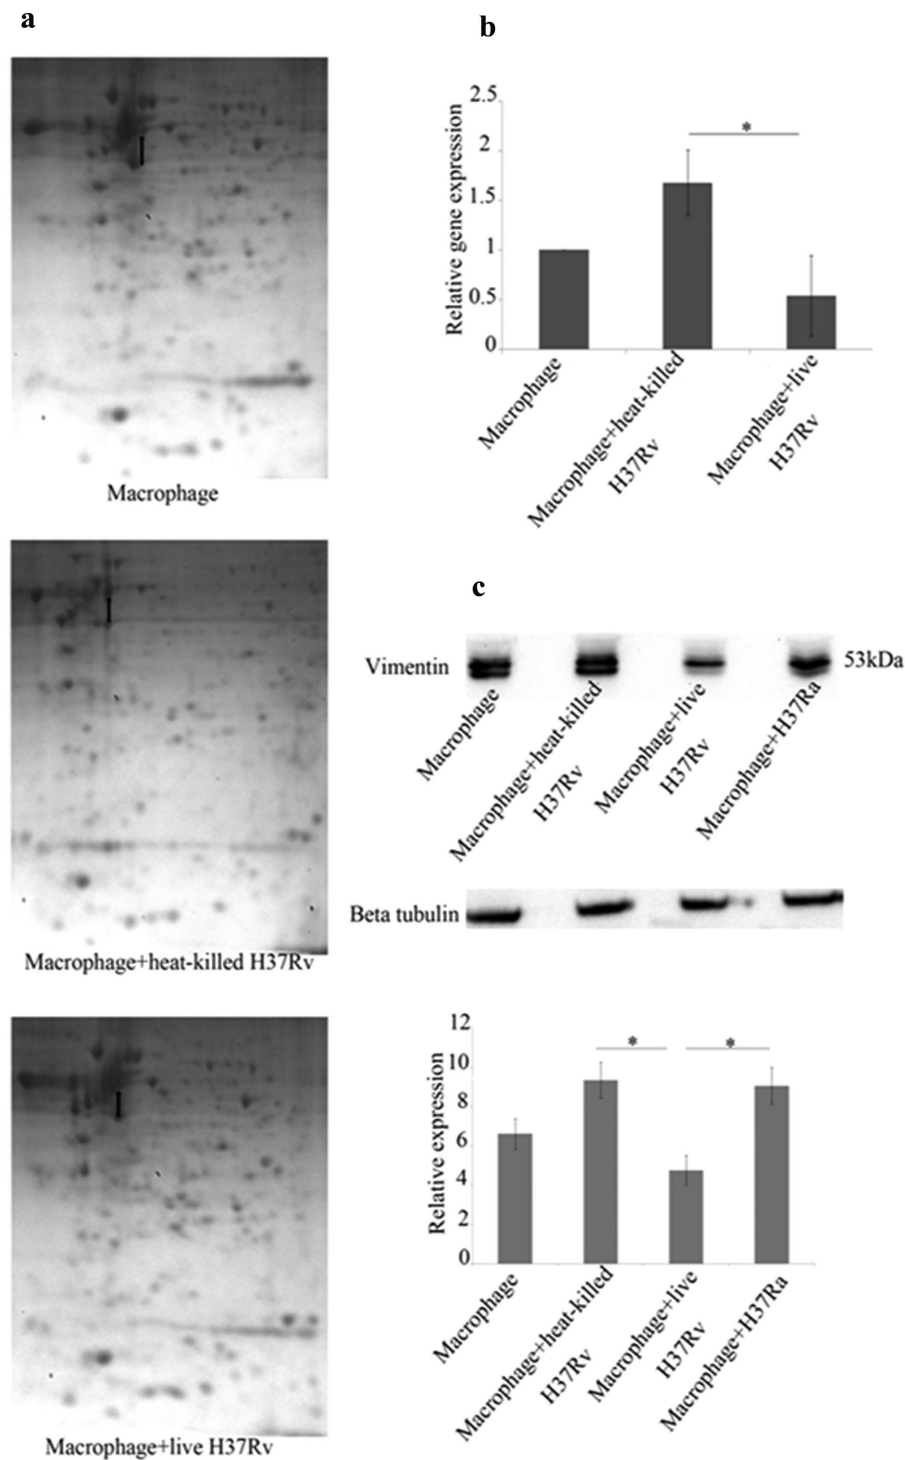 a
Macrophage
Macrophage+heat-killed H37Rv
Macrophage+live H37Rv
b
Relative gene expression
2.5
2
1.5
1
0.5
0
*
Macrophage
Macrophage+heat-killed
H37Rv
Macrophage+live
H37Rv
c
Vimentin
53kDa
Macrophage
Macrophage+heat-killed
H37Rv
Macrophage+live
H37Rv
Macrophage+H37Ra
Beta tubulin
Relative expression
12
10
8
6
4
2
0
*
*
Macrophage
Macrophage+heat-killed
H37Rv
Macrophage+live
H37Rv
Macrophage+H37Ra